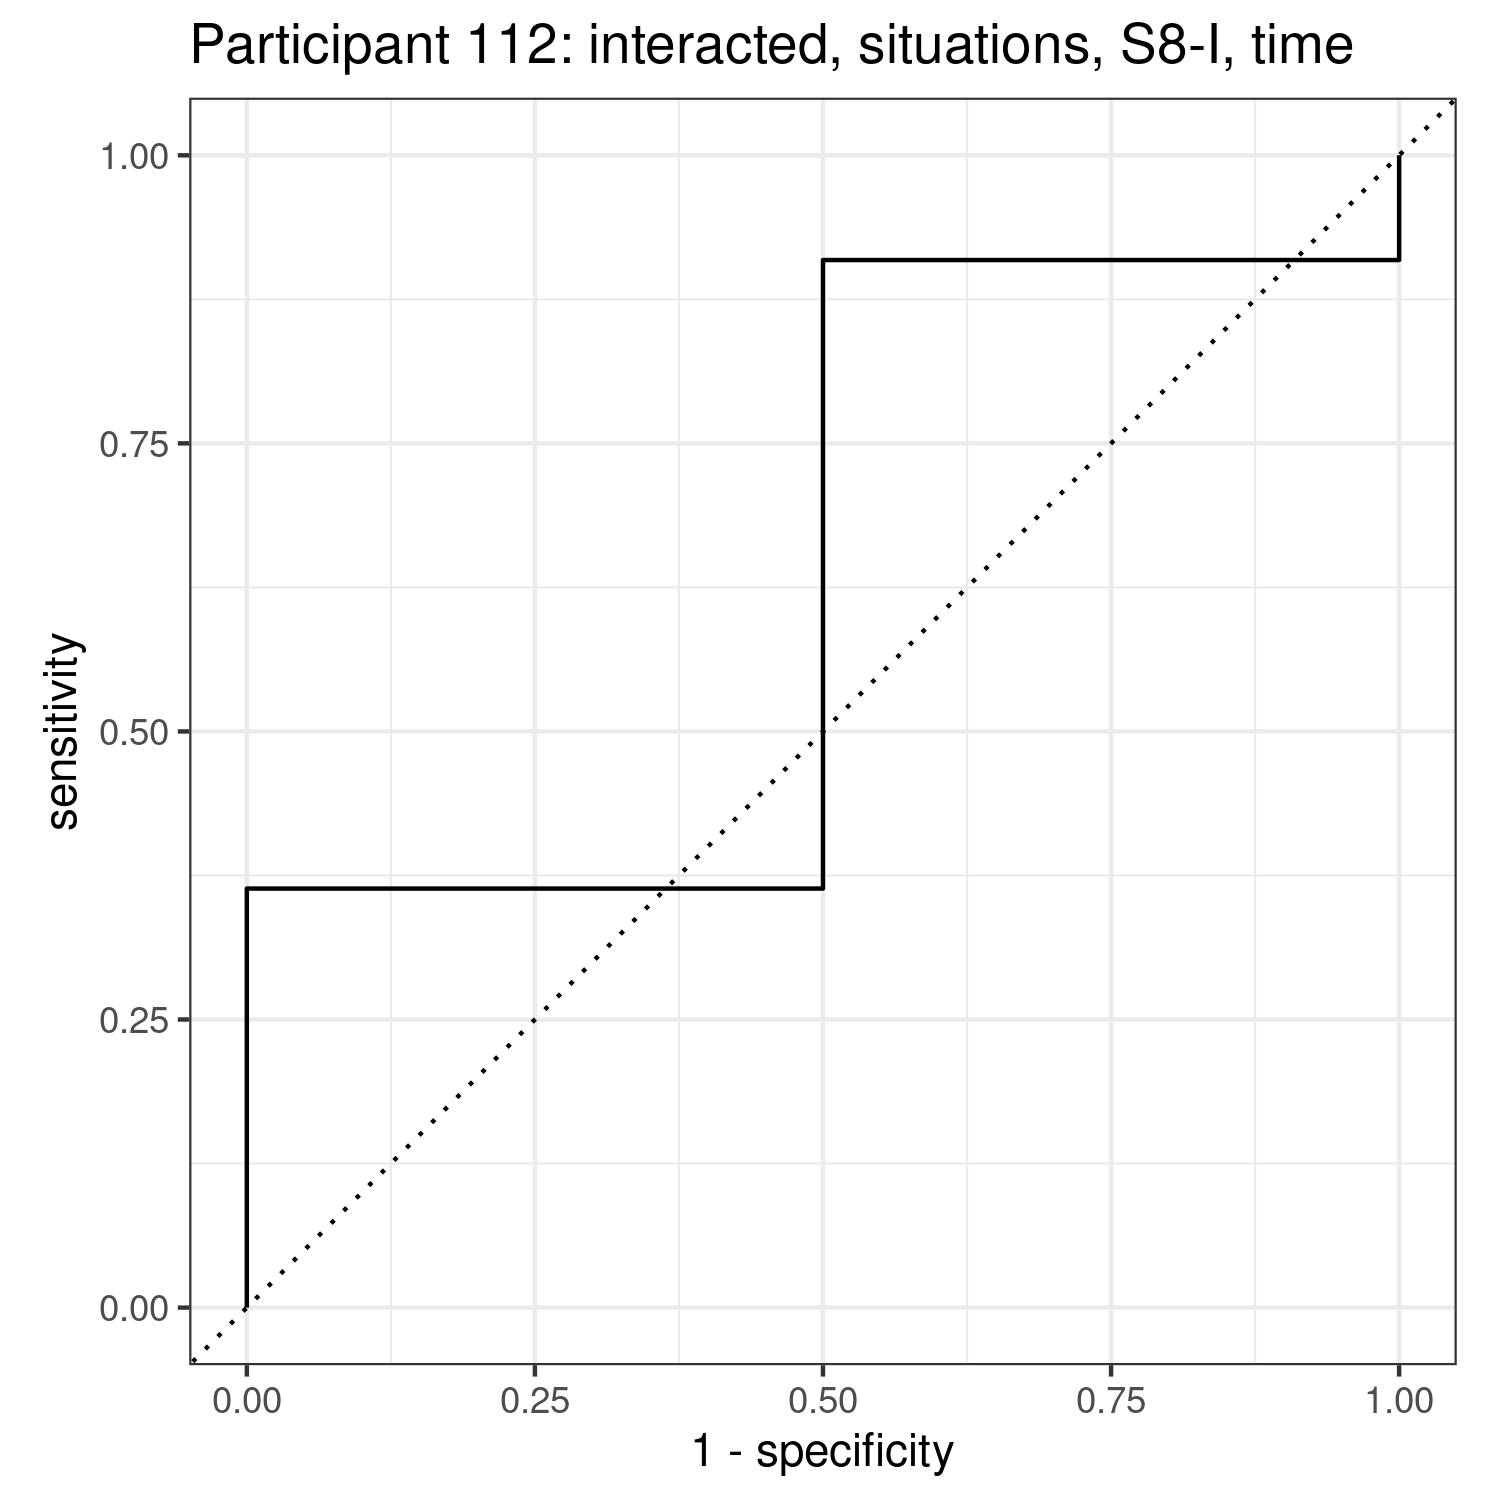 Participant 112: interacted, situations, S8-I, time
sensitivity
1.00
0.75
0.50
0.25
0.00
0.00 0.25 0.50 0.75 1.00
1 - specificity